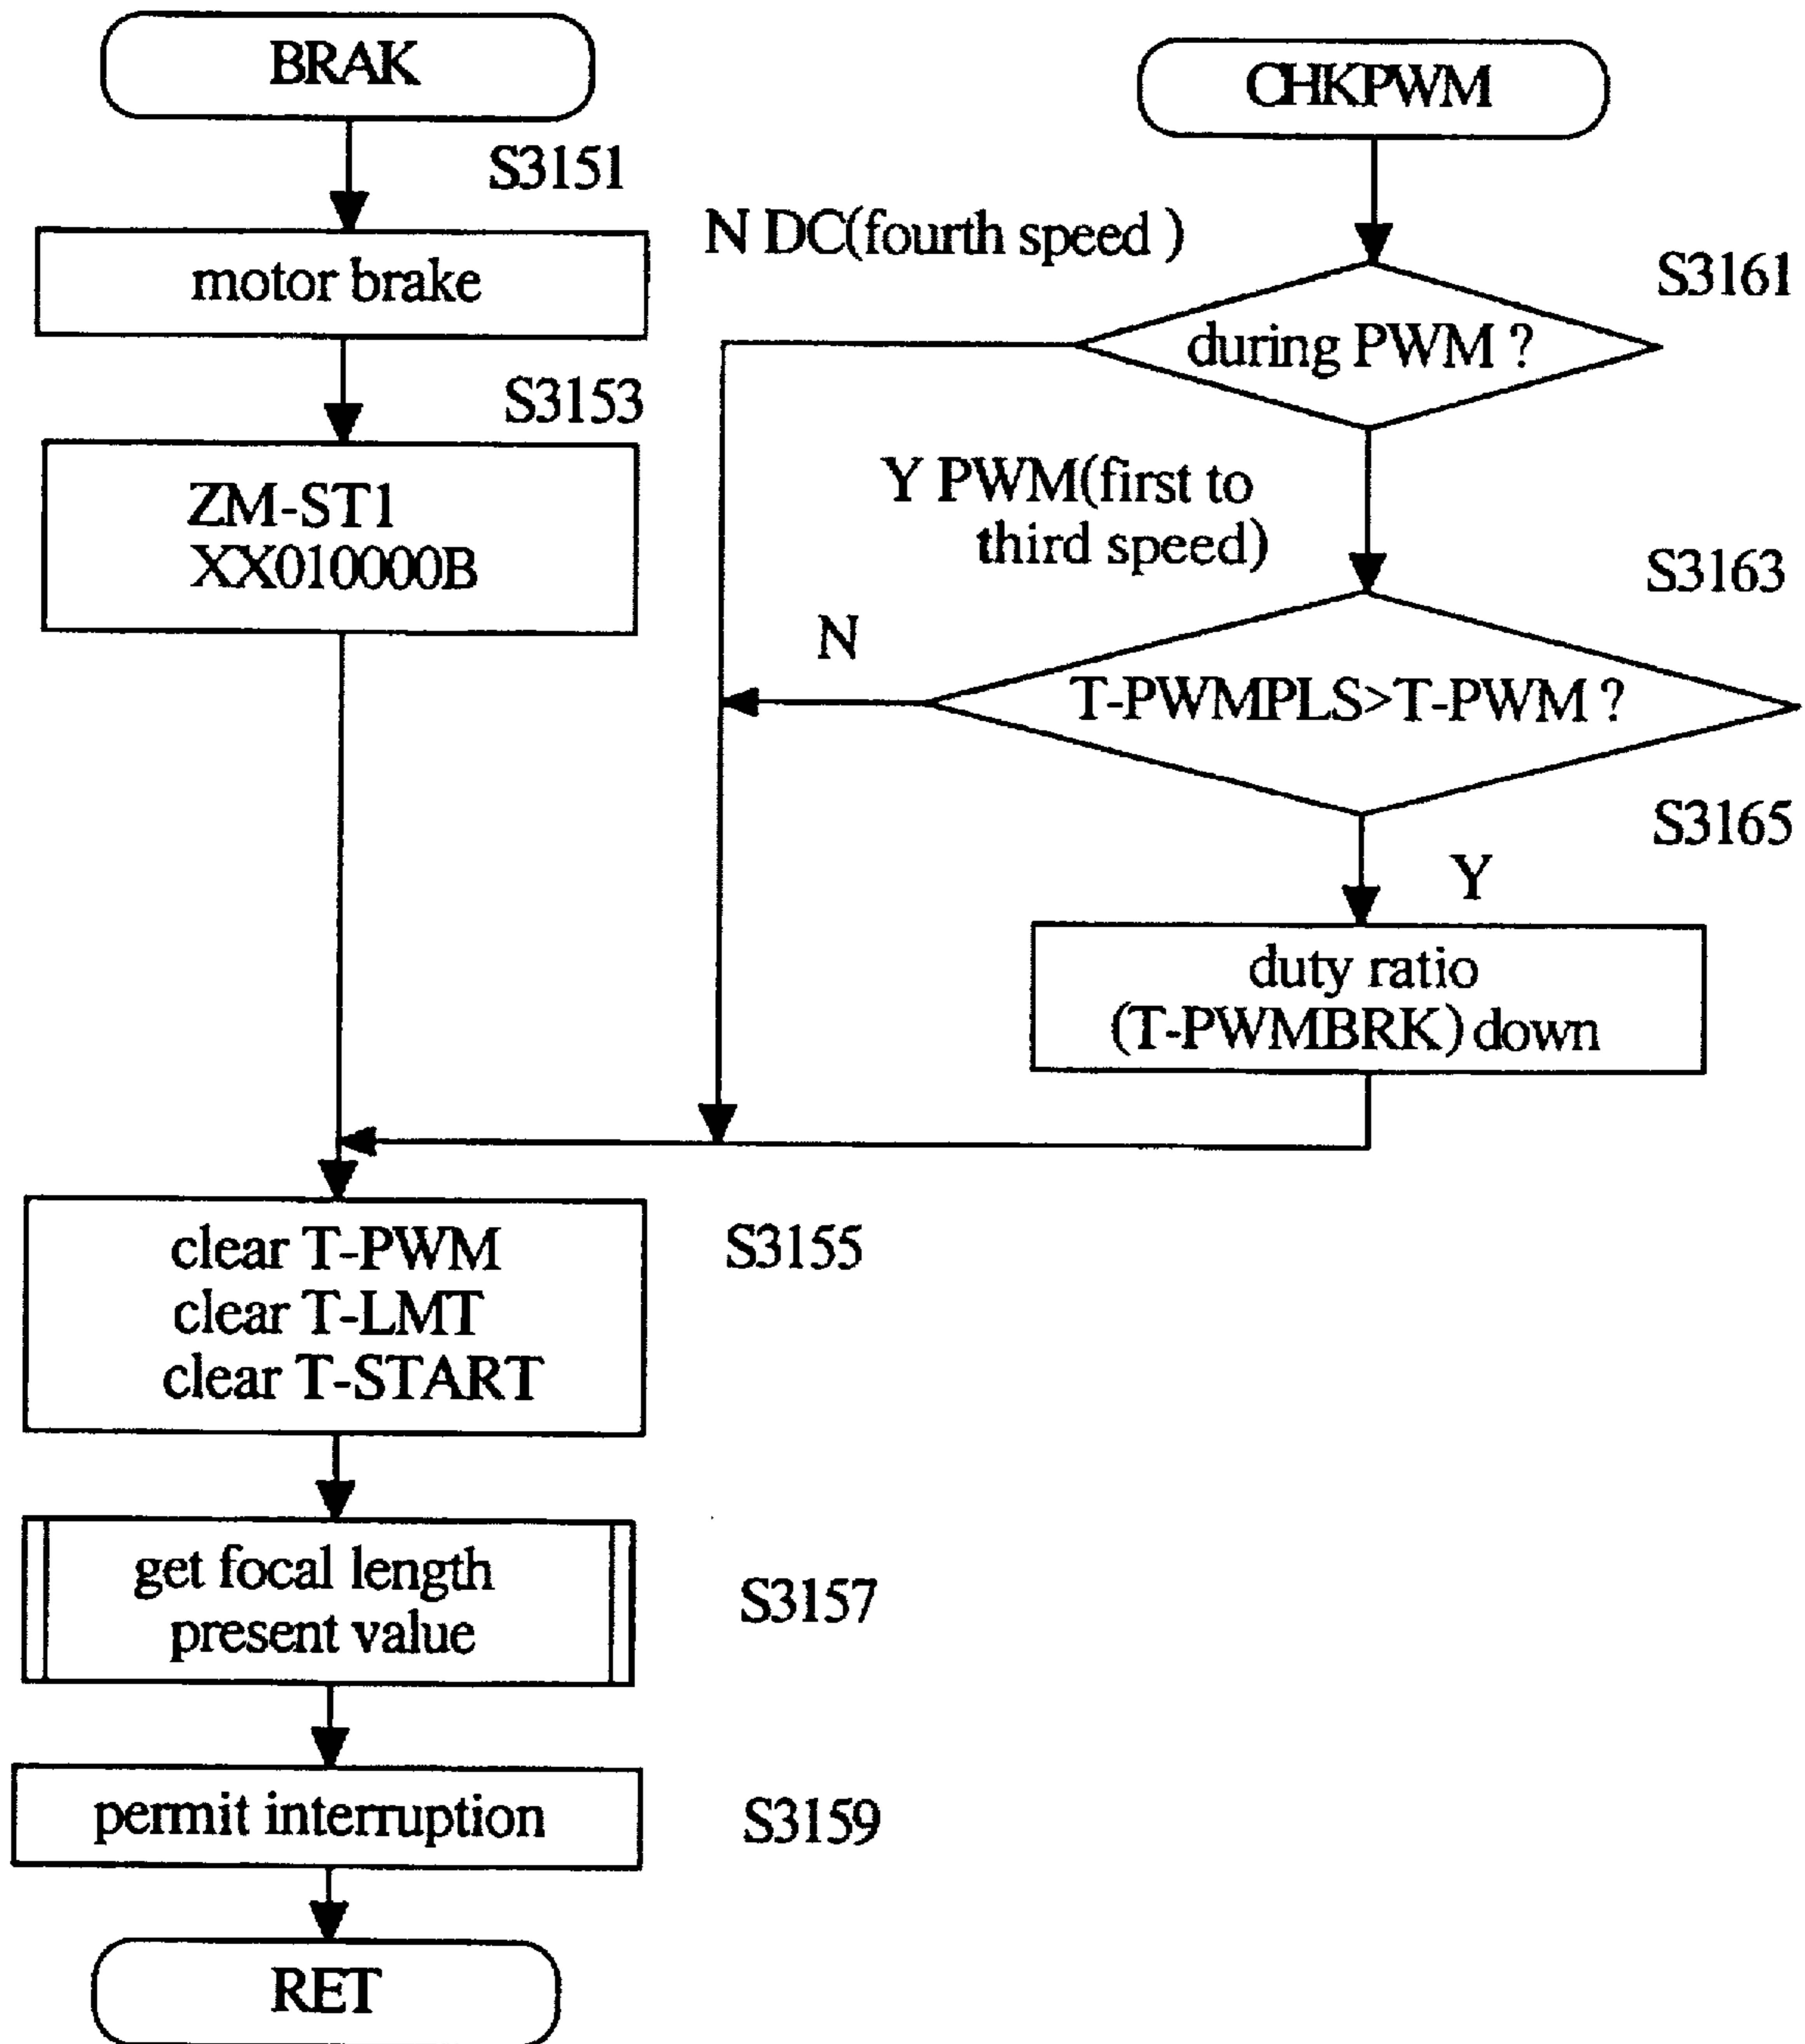 BRAK
S3151
motor brake
S3153
ZM-ST1
XX010000B
CHKPWM
N DC(fourth speed )
S3161
during PWM ?
Y PWM(first to
third speed)
S3163
N
T-PWMPLS>T-PWM ?
S3165
Y
duty ratio
(T-PWMBRK) down
clear T-PWM
clear T-LMT
clear T-START
S3155
get focal length
present value
S3157
permit interruption
S3159
RET